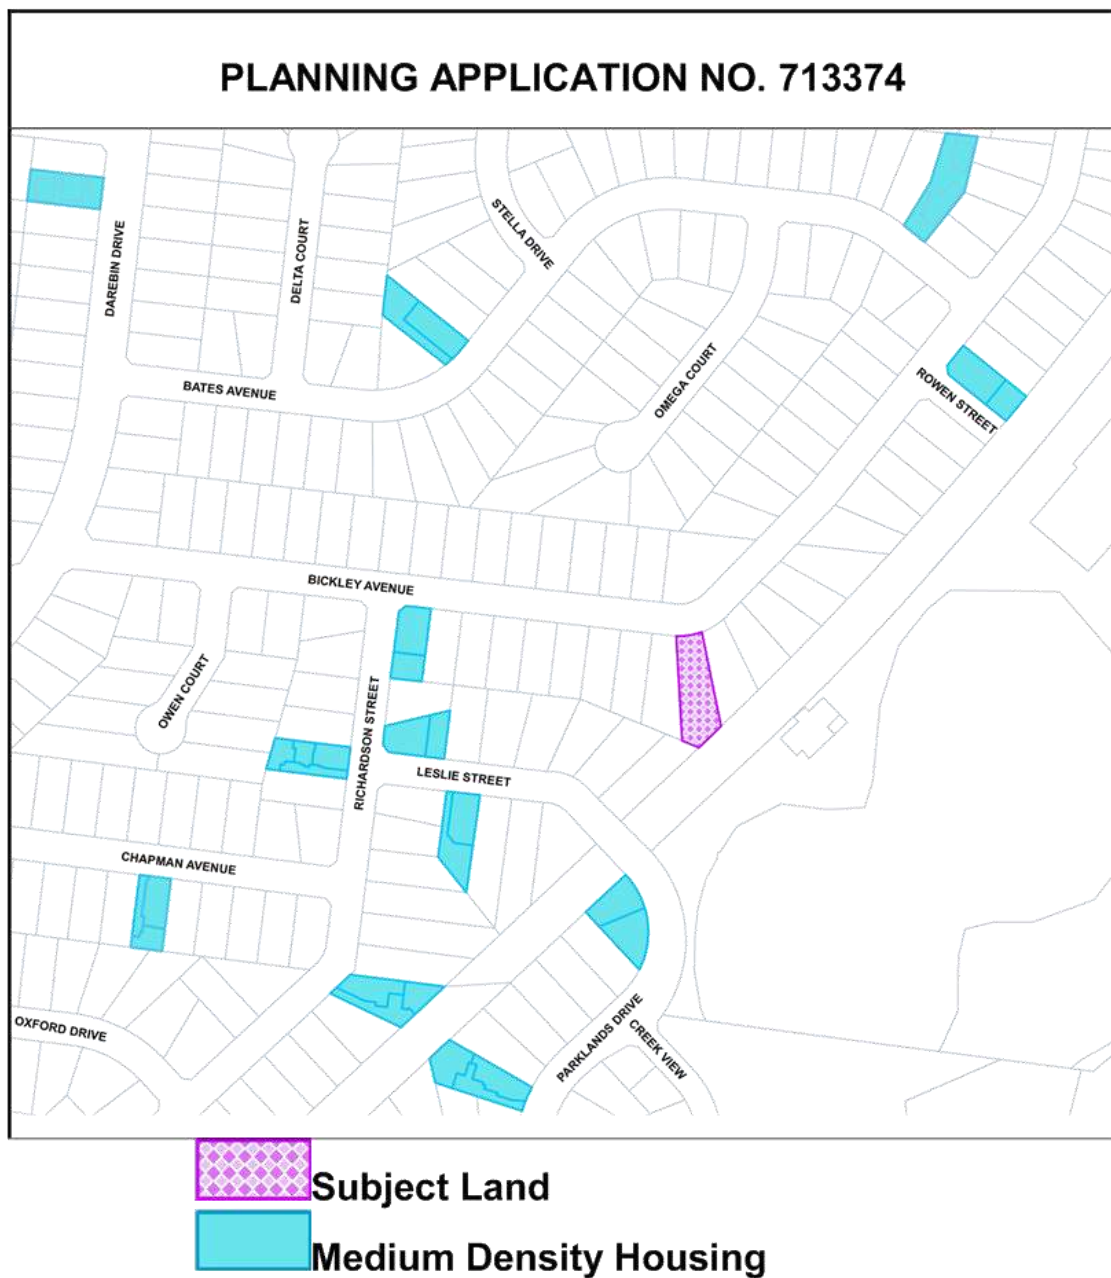 PLANNING APPLICATION NO. 713374
STELLA DRIVE
DELTA COURT
DAREBIN DRIVE
BATES AVENUE
OMEGA COURT
ROWEN STREET
BICKLEY AVENUE
OWEN COURT
RICHARDSON STREET
LESLIE STREET
CHAPMAN AVENUE
OXFORD DRIVE
PARKLANDS DRIVE
CREEK VIEW
Subject Land
Medium Density Housing